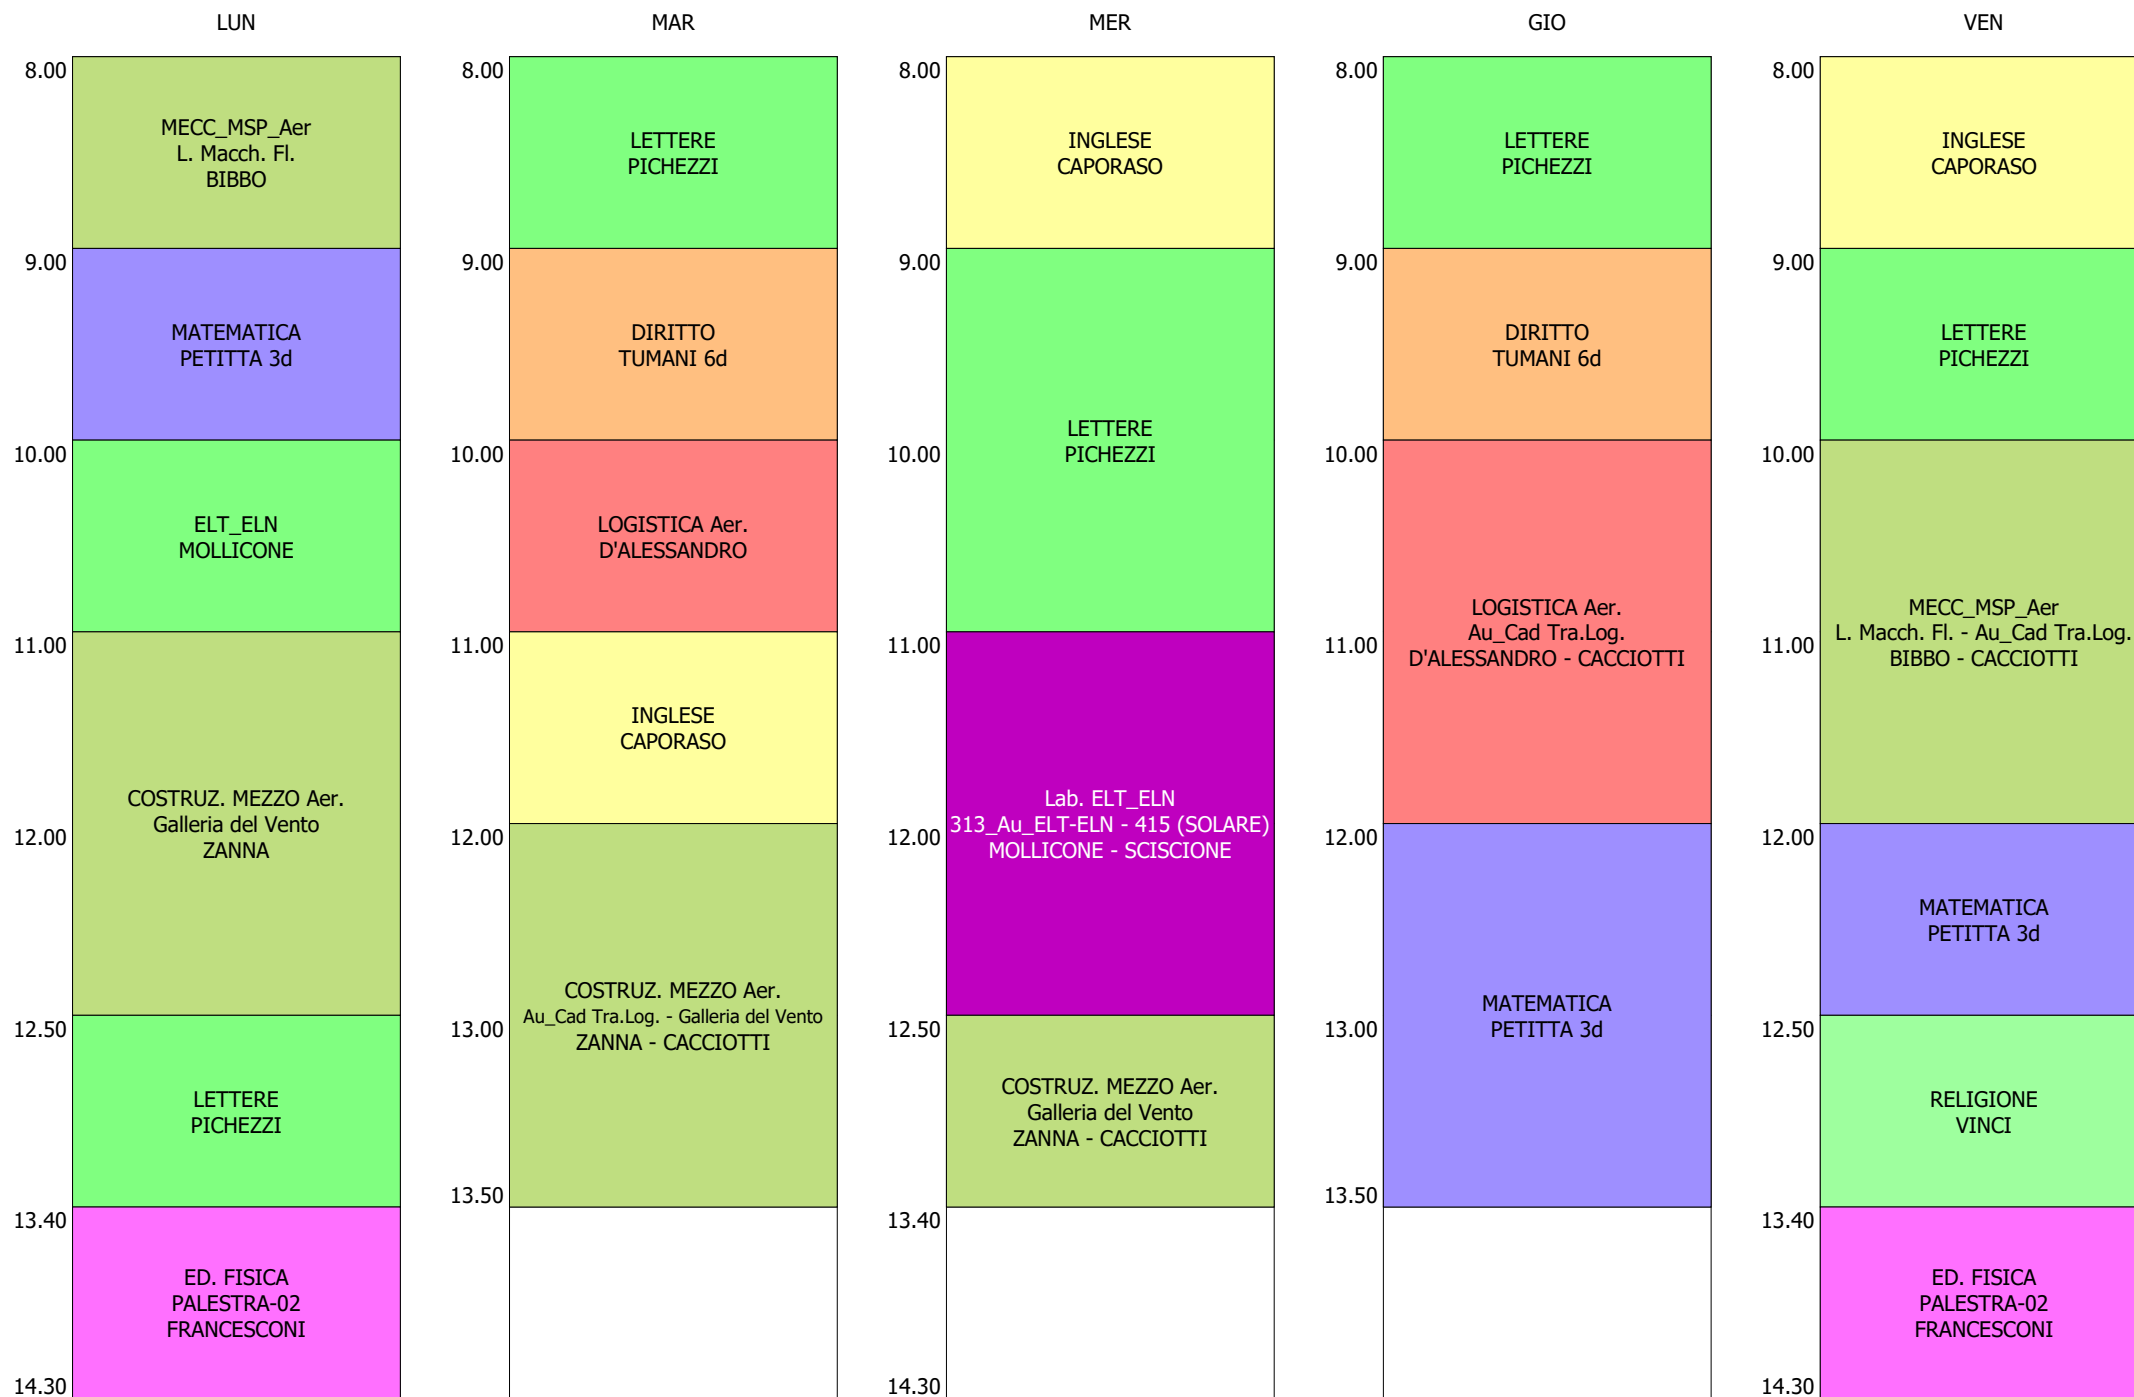 LUN
8.00
MECC_MSP_Aer
L. Macch. Fl.
BIBBO
9.00
MATEMATICA
PETITTA 3d
10.00
ELT_ELN
MOLLICONE
11.00
COSTRUZ. MEZZO Aer.
Galleria del Vento
ZANNA
12.00
12.50
LETTERE
PICHEZZI
13.40
ED. FISICA
PALESTRA-02
FRANCESCONI
14.30
MAR
8.00
LETTERE
PICHEZZI
9.00
DIRITTO
TUMANI 6d
10.00
LOGISTICA Aer.
D'ALESSANDRO
11.00
INGLESE
CAPORASO
12.00
COSTRUZ. MEZZO Aer.
Au_Cad Tra.Log. - Galleria del Vento
ZANNA - CACCIOTTI
13.00
13.50
MER
8.00
INGLESE
CAPORASO
9.00
LETTERE
PICHEZZI
10.00
11.00
Lab. ELT_ELN
313_Au_ELT-ELN - 415 (SOLARE)
MOLLICONE - SCISCIONE
12.00
12.50
COSTRUZ. MEZZO Aer.
Galleria del Vento
ZANNA - CACCIOTTI
13.40
14.30
GIO
8.00
LETTERE
PICHEZZI
9.00
DIRITTO
TUMANI 6d
10.00
LOGISTICA Aer.
Au_Cad Tra.Log.
D'ALESSANDRO - CACCIOTTI
11.00
12.00
MATEMATICA
PETITTA 3d
13.00
13.50
VEN
8.00
INGLESE
CAPORASO
9.00
LETTERE
PICHEZZI
10.00
MECC_MSP_Aer
L. Macch. Fl. - Au_Cad Tra.Log.
BIBBO - CACCIOTTI
11.00
12.00
MATEMATICA
PETITTA 3d
12.50
RELIGIONE
VINCI
13.40
ED. FISICA
PALESTRA-02
FRANCESCONI
14.30